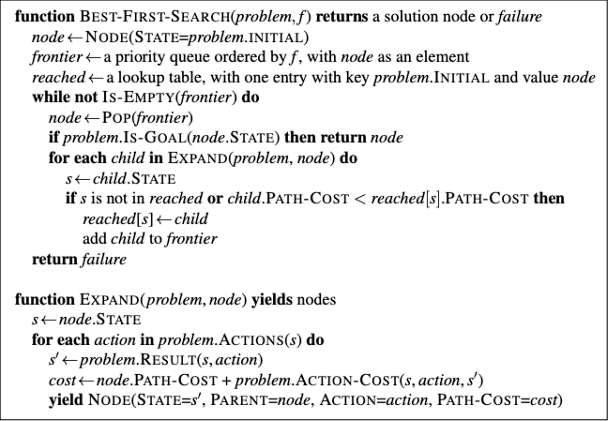 function BEST-FIRST-SEARCH(problem, f) returns a solution node or failure
node←NODE(STATE=problem.INITIAL)
frontier←a priority queue ordered by f, with node as an element
reached←a lookup table, with one entry with key problem.INITIAL and value node
while not IS-EMPTY(frontier) do
node←POP(frontier)
if problem.IS-GOAL(node.STATE) then return node
for each child in EXPAND(problem, node) do
s←child.STATE
if s is not in reached or child.PATH-COST < reached[s].PATH-COST then
reached[s]←child
add child to frontier
return failure
function EXPAND(problem, node) yields nodes
s←node.STATE
for each action in problem.ACTIONS(s) do
s′←problem.RESULT(s, action)
cost←node.PATH-COST + problem.ACTION-COST(s, action, s′)
yield NODE(STATE=s′, PARENT=node, ACTION=action, PATH-COST=cost)